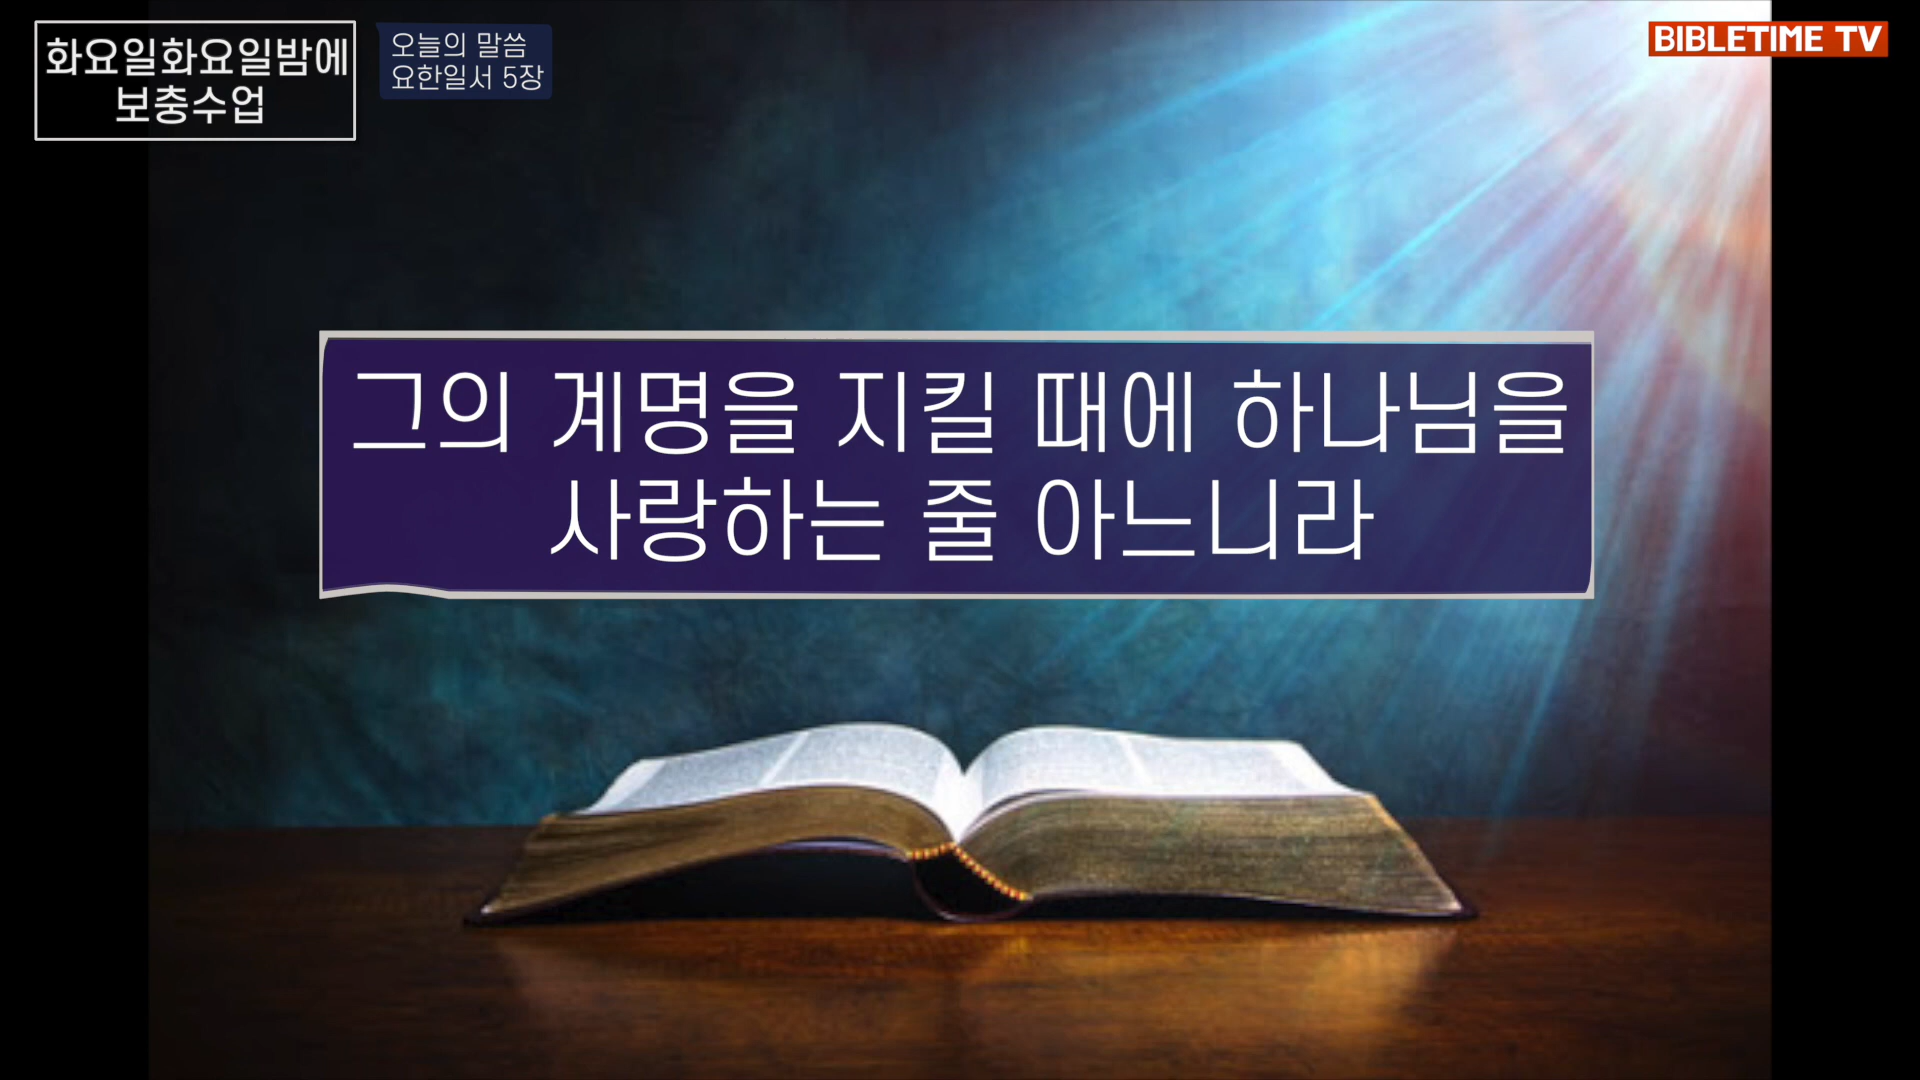 화요일화요일밤에
보충수업
오늘의 말씀
요한일서 5장
BIBLETIME TV
그의 계명을 지킬 때에 하나님을
사랑하는 줄 아느니라